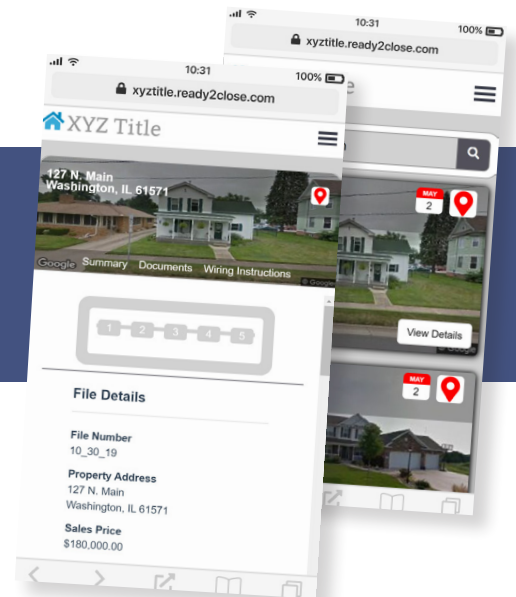 10:31
100%
xyztitle.ready2close.com
MAY
2
View Details
MAY
2
10:31
100%
xyztitle.ready2close.com
XYZ Title
127 N. Main
Washington, IL 61571
Google
Summary Documents Wiring Instructions
© Google
1 2 3 4 5
File Details
File Number
10_30_19
Property Address
127 N. Main
Washington, IL 61571
Sales Price
$180,000.00